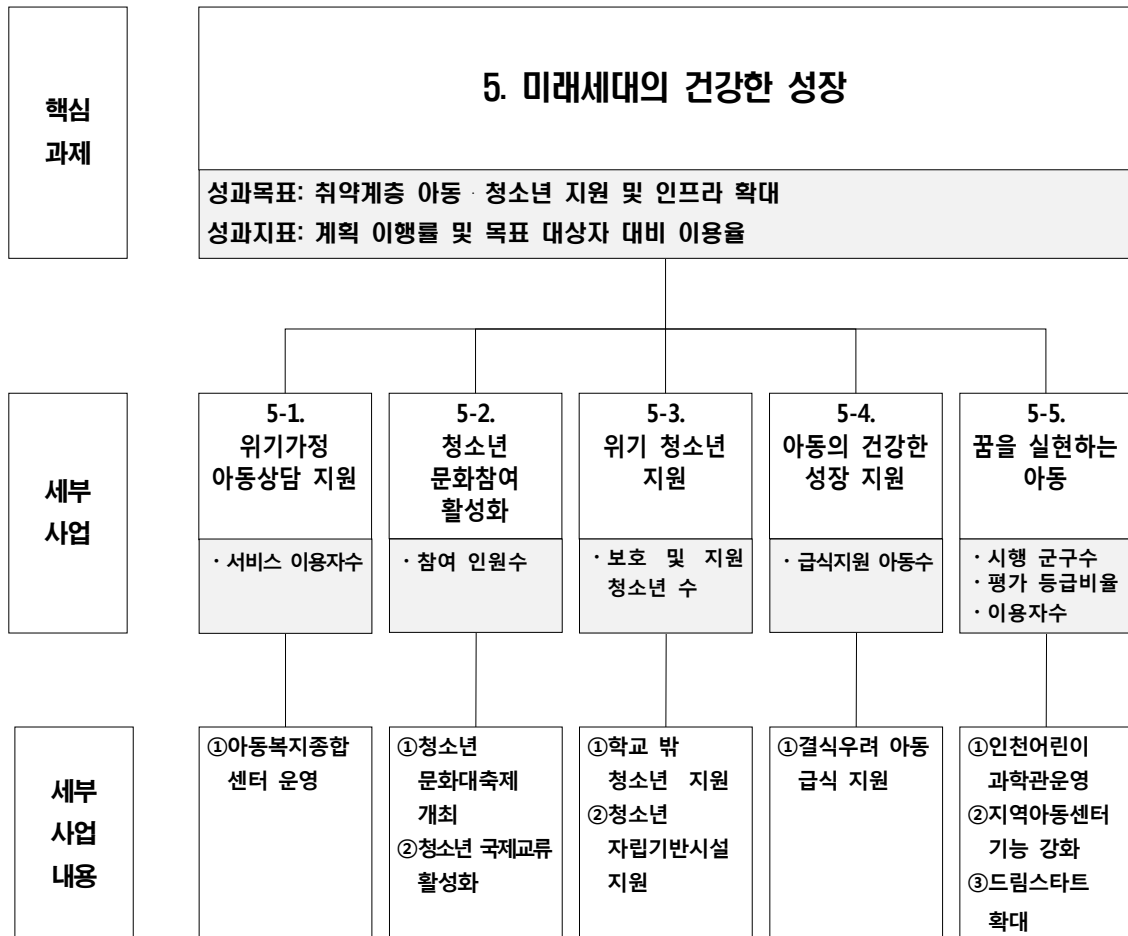 핵심
과제
5. 미래세대의 건강한 성장
성과목표: 취약계층 아동·청소년 지원 및 인프라 확대
성과지표: 계획 이행률 및 목표 대상자 대비 이용율
세부
사업
5-1.
위기가정
아동상담 지원
· 서비스 이용자수
5-2.
청소년
문화참여
활성화
· 참여 인원수
5-3.
위기 청소년
지원
· 보호 및 지원
청소년 수
5-4.
아동의 건강한
성장 지원
· 급식지원 아동수
5-5.
꿈을 실현하는
아동
· 시행 군구수
· 평가 등급비율
· 이용자수
세부
사업
내용
①아동복지종합
센터 운영
①청소년
문화대축제
개최
②청소년 국제교류
활성화
①학교 밖
청소년 지원
②청소년
자립기반시설
지원
①결식우려 아동
급식 지원
①인천어린이
과학관운영
②지역아동센터
기능 강화
③드림스타트
확대